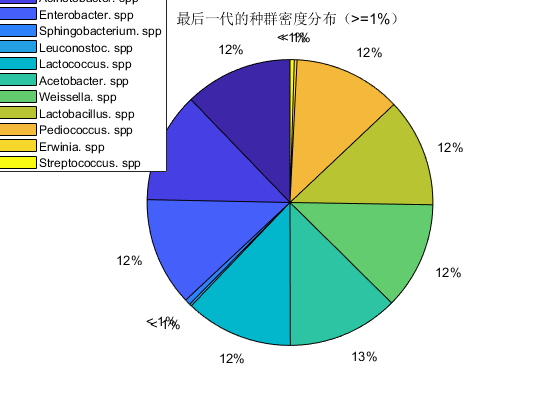 最后一代的种群密度分布（>=1%）
Enterobacter. spp
Sphingobacterium. spp
Leuconostoc. spp
Lactococcus. spp
Acetobacter. spp
Weissella. spp
Lactobacillus. spp
Pediococcus. spp
Erwinia. spp
Streptococcus. spp
12%
12%
12%
12%
12%
< 1%
12%
13%